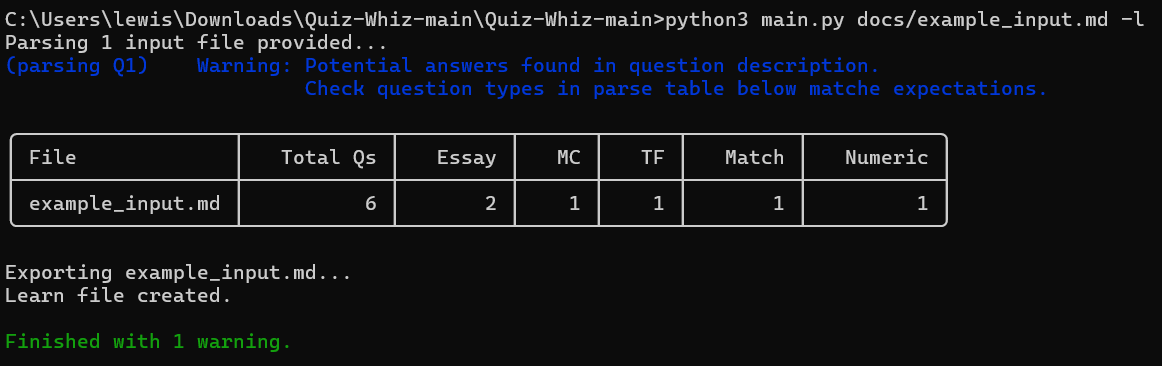 C:\Users\lewis\Downloads\Quiz-Whiz-main\Quiz-Whiz-main>python3 main.py docs/example_input.md -l
Parsing 1 input file provided...
(parsing Q1)    Warning: Potential answers found in question description.
Check question types in parse table below matche expectations.
File Total Qs Essay MC TF Match Numeric
example_input.md 6 2 1 1 1 1
Exporting example_input.md...
Learn file created.
Finished with 1 warning.